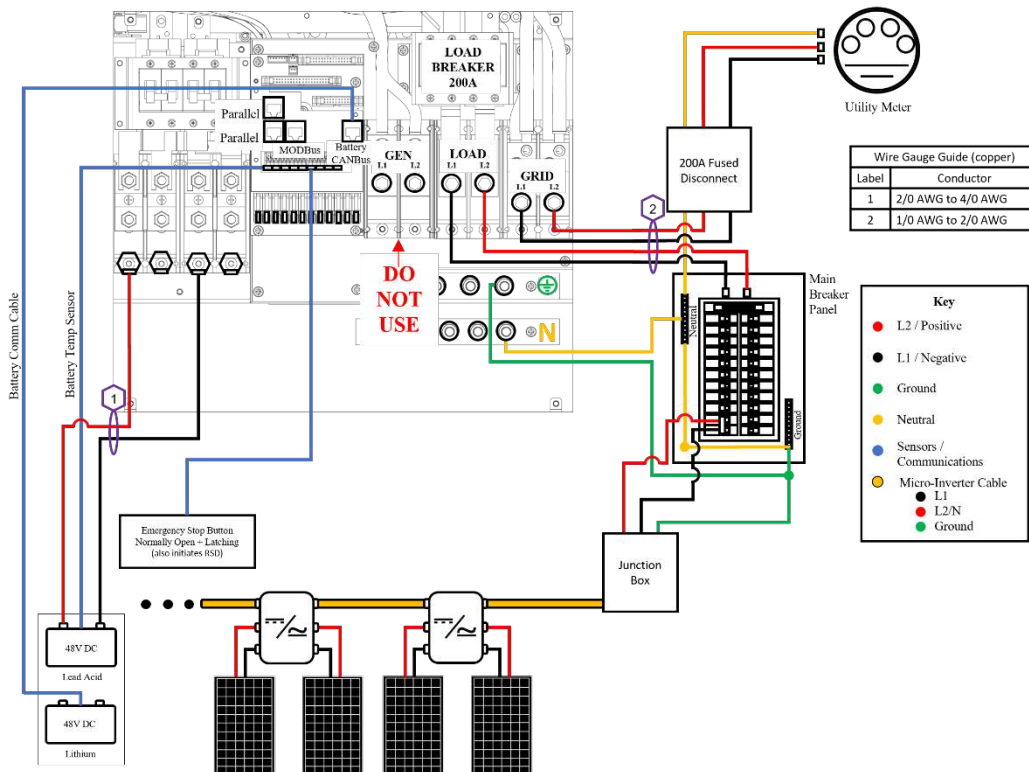 LOAD
BREAKER
200A
Parallel
Parallel
MODBus
Battery
CANBus
GEN
L1
L2
LOAD
L1
L2
GRID
L1
L2
DO
NOT
USE
N
Utility Meter
200A Fused
Disconnect
2
Wire Gauge Guide (copper)
Label Conductor
1 2/0 AWG to 4/0 AWG
2 1/0 AWG to 2/0 AWG
Main
Breaker
Panel
Neutral
Ground
Key
L2 / Positive
L1 / Negative
Ground
Neutral
Sensors /
Communications
Micro-Inverter Cable
L1
L2/N
Ground
Battery Comm Cable
Battery Temp Sensor
1
Emergency Stop Button
Normally Open + Latching
(also initiates RSD)
Junction
Box
48V DC
Lead Acid
48V DC
Lithium